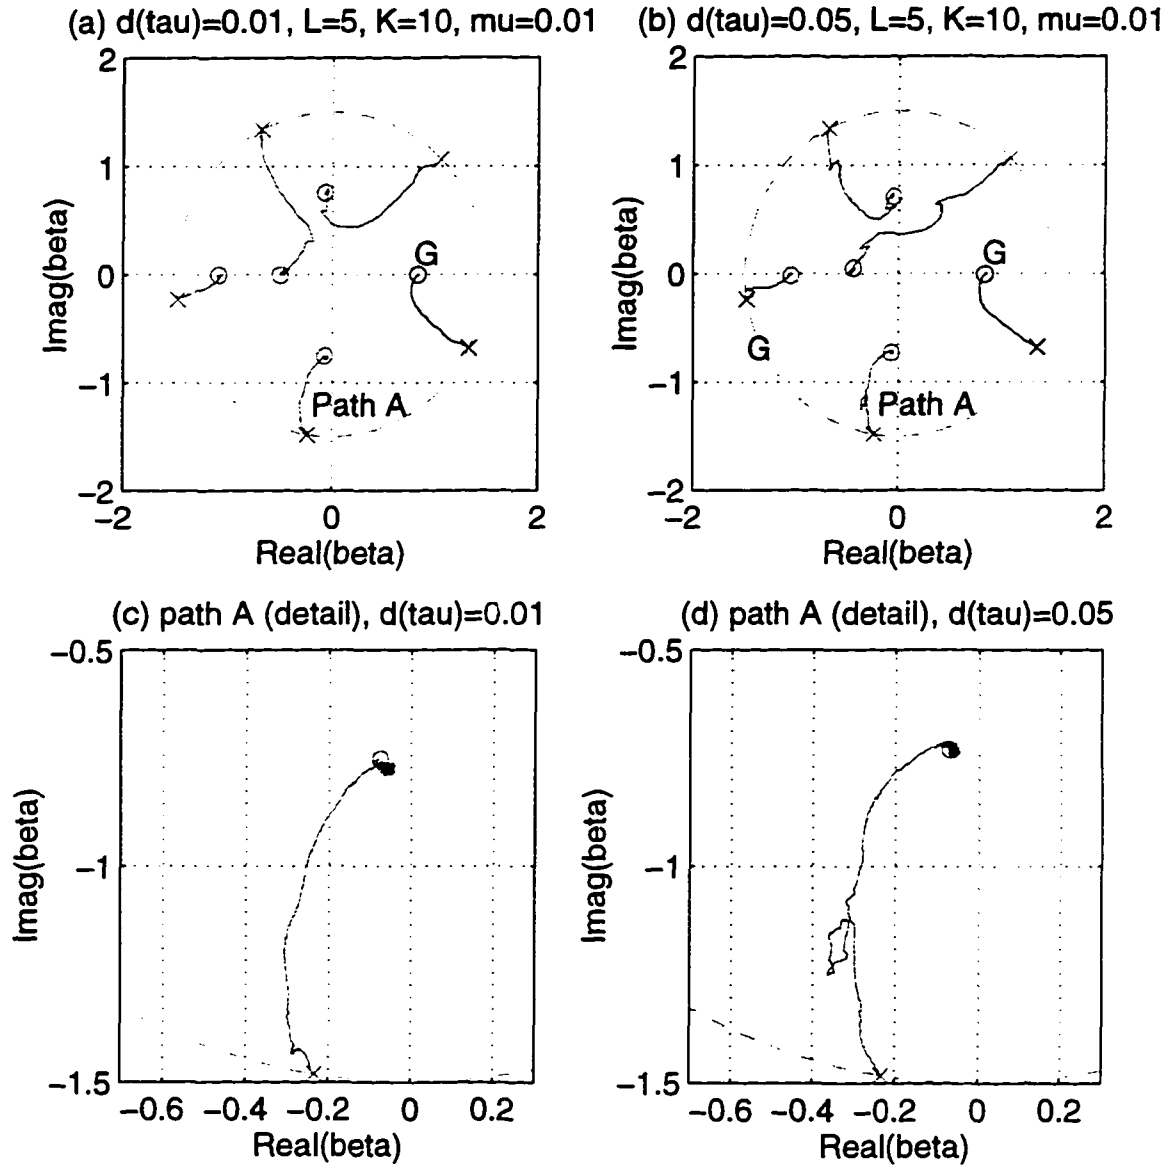 (a) d(tau)=0.01, L=5, K=10, mu=0.01
(b) d(tau)=0.05, L=5, K=10, mu=0.01
2
1
0
−1
−2
−2
0
2
Imag(beta)
Real(beta)
G
Path A
2
1
0
−1
−2
−2
0
2
Imag(beta)
Real(beta)
G
G
Path A
(c) path A (detail), d(tau)=0.01
(d) path A (detail), d(tau)=0.05
−0.5
−1
−1.5
−0.6 −0.4 −0.2 0 0.2
Imag(beta)
Real(beta)
−0.5
−1
−1.5
−0.6 −0.4 −0.2 0 0.2
Imag(beta)
Real(beta)